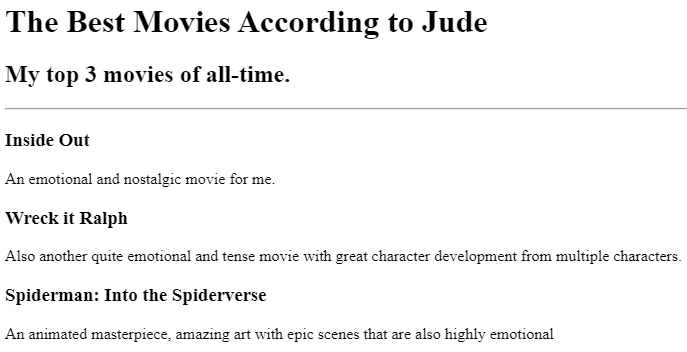 The Best Movies According to Jude
My top 3 movies of all-time.
Inside Out
An emotional and nostalgic movie for me.
Wreck it Ralph
Also another quite emotional and tense movie with great character development from multiple characters.
Spiderman: Into the Spiderverse
An animated masterpiece, amazing art with epic scenes that are also highly emotional